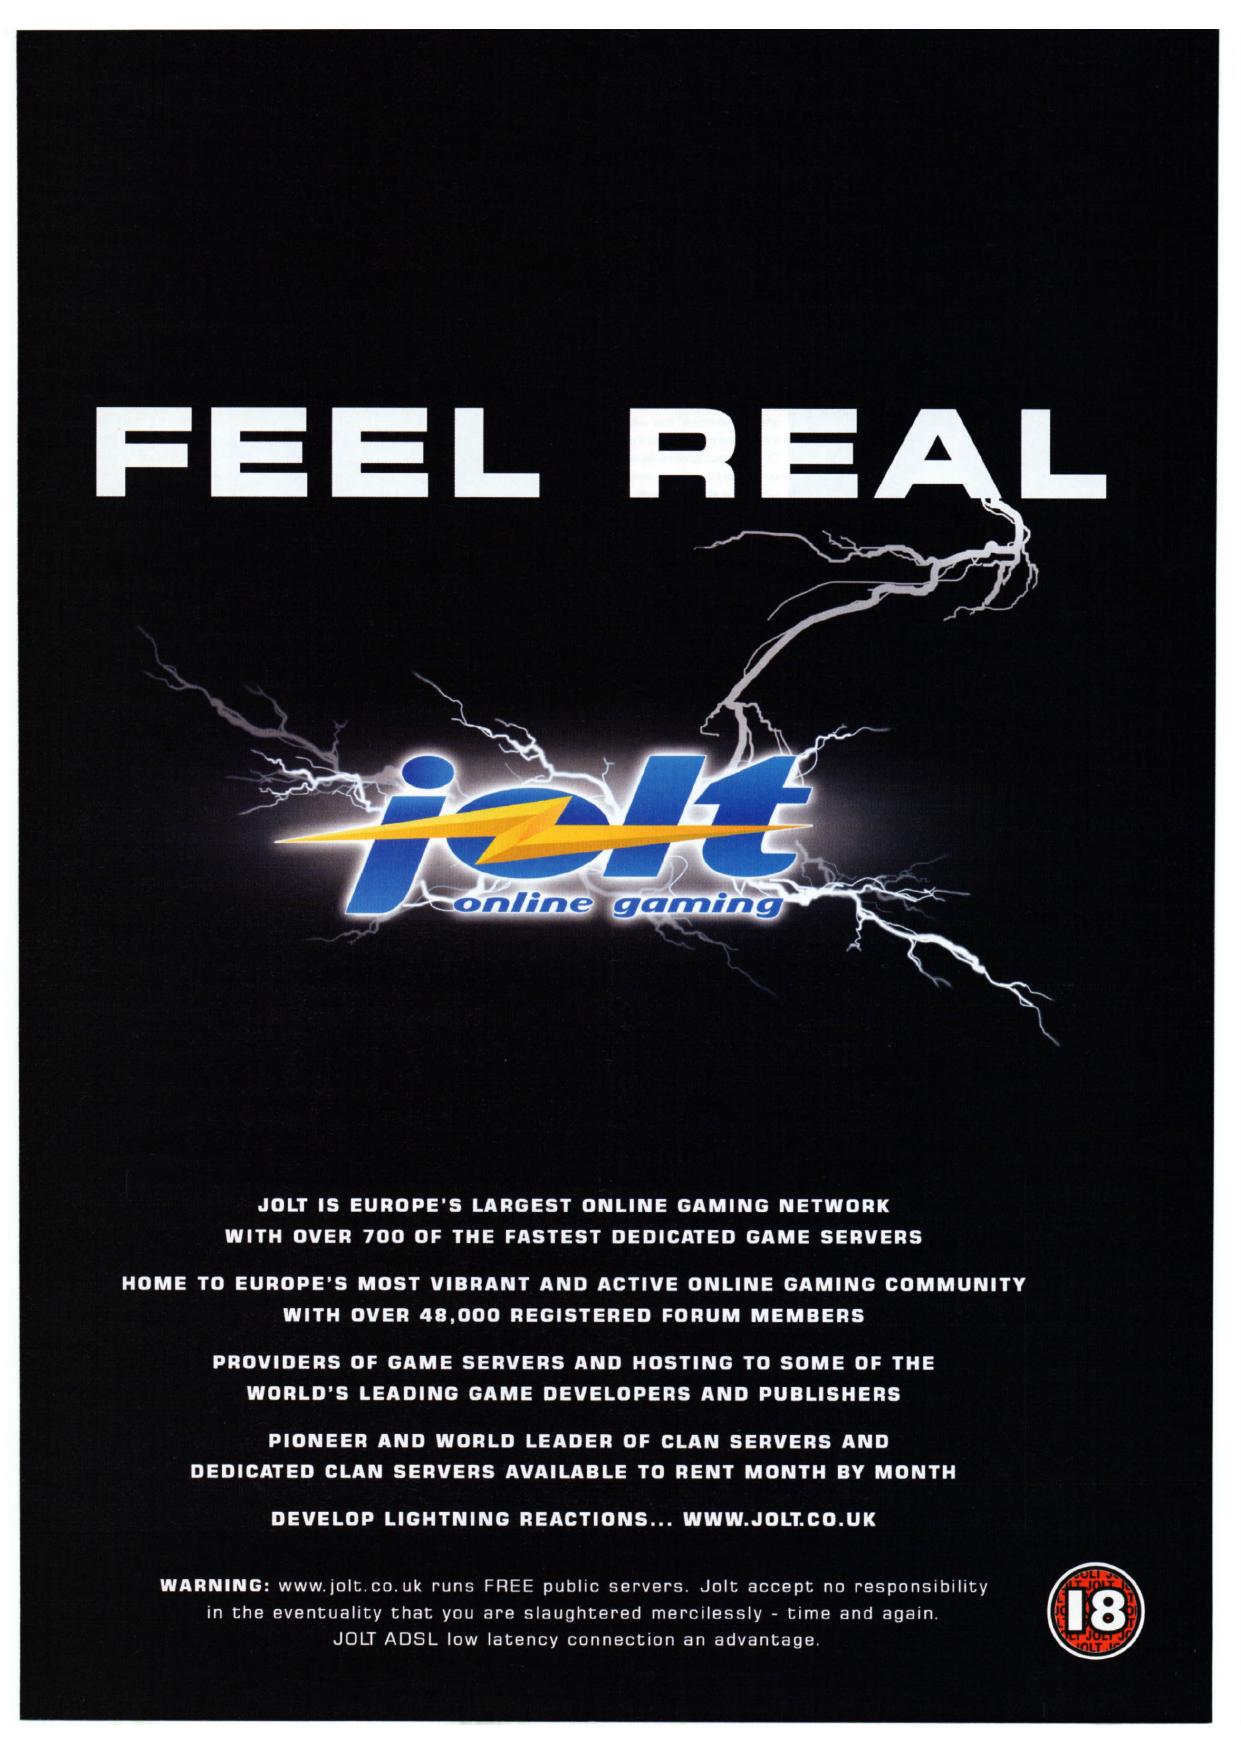 FEEL REAL
jolt
online gaming
JOLT IS EUROPE'S LARGEST ONLINE GAMING NETWORK
WITH OVER 700 OF THE FASTEST DEDICATED GAME SERVERS
HOME TO EUROPE'S MOST VIBRANT AND ACTIVE ONLINE GAMING COMMUNITY
WITH OVER 48,000 REGISTERED FORUM MEMBERS
PROVIDERS OF GAME SERVERS AND HOSTING TO SOME OF THE
WORLD'S LEADING GAME DEVELOPERS AND PUBLISHERS
PIONEER AND WORLD LEADER OF CLAN SERVERS AND
DEDICATED CLAN SERVERS AVAILABLE TO RENT MONTH BY MONTH
DEVELOP LIGHTNING REACTIONS... WWW.JOLT.CO.UK
WARNING: www.jolt.co.uk runs FREE public servers. Jolt accept no responsibility
in the eventuality that you are slaughtered mercilessly - time and again.
JOLT ADSL low latency connection an advantage.
18